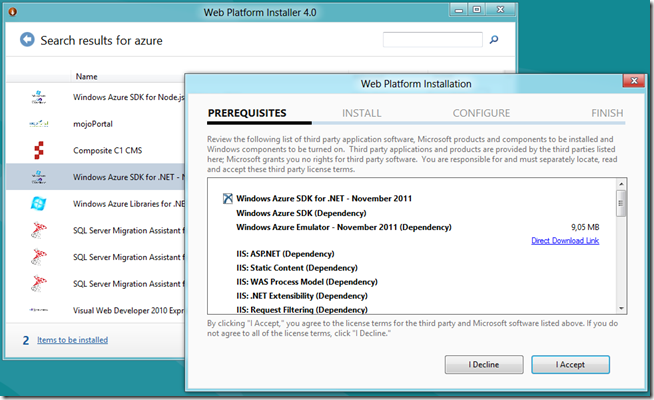 Web Platform Installer 4.0
Search results for azure
Name
Windows Azure SDK for Node.js
mojoPortal
Composite C1 CMS
Windows Azure SDK for .NET - N
Windows Azure Libraries for .NET
SQL Server Migration Assistant f
SQL Server Migration Assistant f
SQL Server Migration Assistant f
Visual Web Developer 2010 Expr
2 Items to be installed
Web Platform Installation
PREREQUISITES INSTALL CONFIGURE FINISH
Review the following list of third party application software, Microsoft products and components to be installed and
Windows components to be turned on. Third party applications and products are provided by the third parties listed
here; Microsoft grants you no rights for third party software. You are responsible for and must separately locate, read
and accept these third party license terms.
Windows Azure SDK for .NET - November 2011
Windows Azure SDK (Dependency)
Windows Azure Emulator - November 2011 (Dependency) 9,05 MB
Direct Download Link
IIS: ASP.NET (Dependency)
IIS: Static Content (Dependency)
IIS: WAS Process Model (Dependency)
IIS: .NET Extensibility (Dependency)
IIS: Request Filtering (Dependency)
By clicking "I Accept," you agree to the license terms for the third party and Microsoft software listed above. If you do
not agree to all of the license terms, click "I Decline."
I Decline I Accept